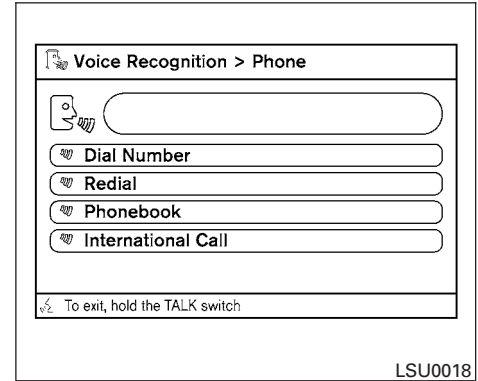 Voice Recognition > Phone
Dial Number
Redial
Phonebook
International Call
To exit, hold the TALK switch
LSU0018